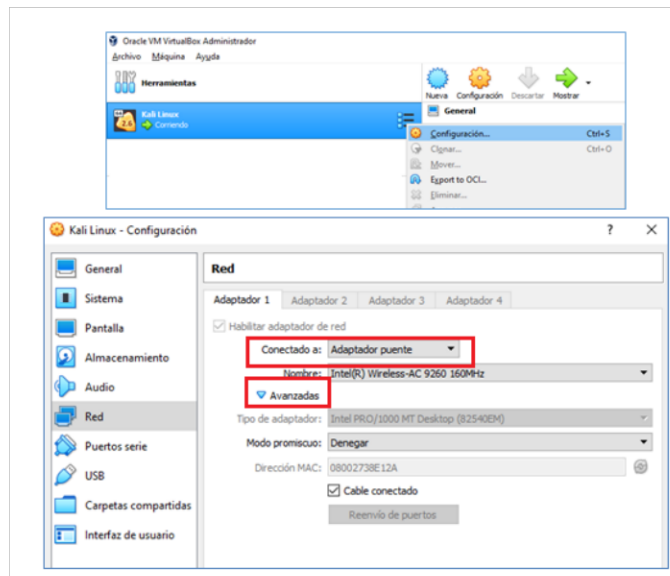 Oracle VM VirtualBox Administrador
Archivo Máquina Ayuda
Herramientas
Nueva Configuración Descartar Mostrar
Kali Linux
Corriendo
General
Configuración... Ctrl+S
Clonar... Ctrl+O
Mover...
Export to OCI...
Eliminar...
Kali Linux - Configuración ? X
General
Sistema
Pantalla
Almacenamiento
Audio
Red
Puertos serie
USB
Carpetas compartidas
Interfaz de usuario
Red
Adaptador 1 Adaptador 2 Adaptador 3 Adaptador 4
Habilitar adaptador de red
Conectado a: Adaptador puente
Nombre: Intel(R) Wireless-AC 9260 160MHz
Avanzadas
Tipo de adaptador: Intel PRO/1000 MT Desktop (82540EM)
Modo promiscuo: Denegar
Dirección MAC: 08002738E12A
Cable conectado
Reenvío de puertos